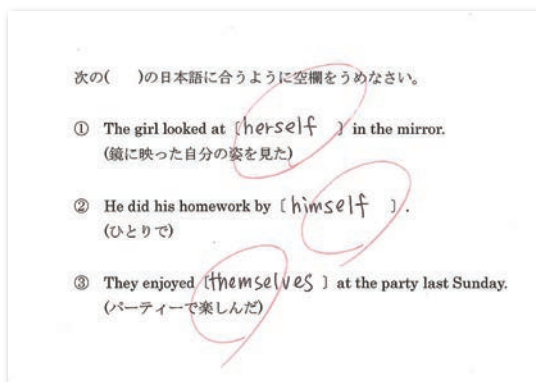 次の(　　)の日本語に合うように空欄をうめなさい。
① The girl looked at〔herself 〕in the mirror.
(鏡に映った自分の姿を見た)
② He did his homework by〔himself 〕.
(ひとりで)
③ They enjoyed〔themselves 〕at the party last Sunday.
(パーティーで楽しんだ)